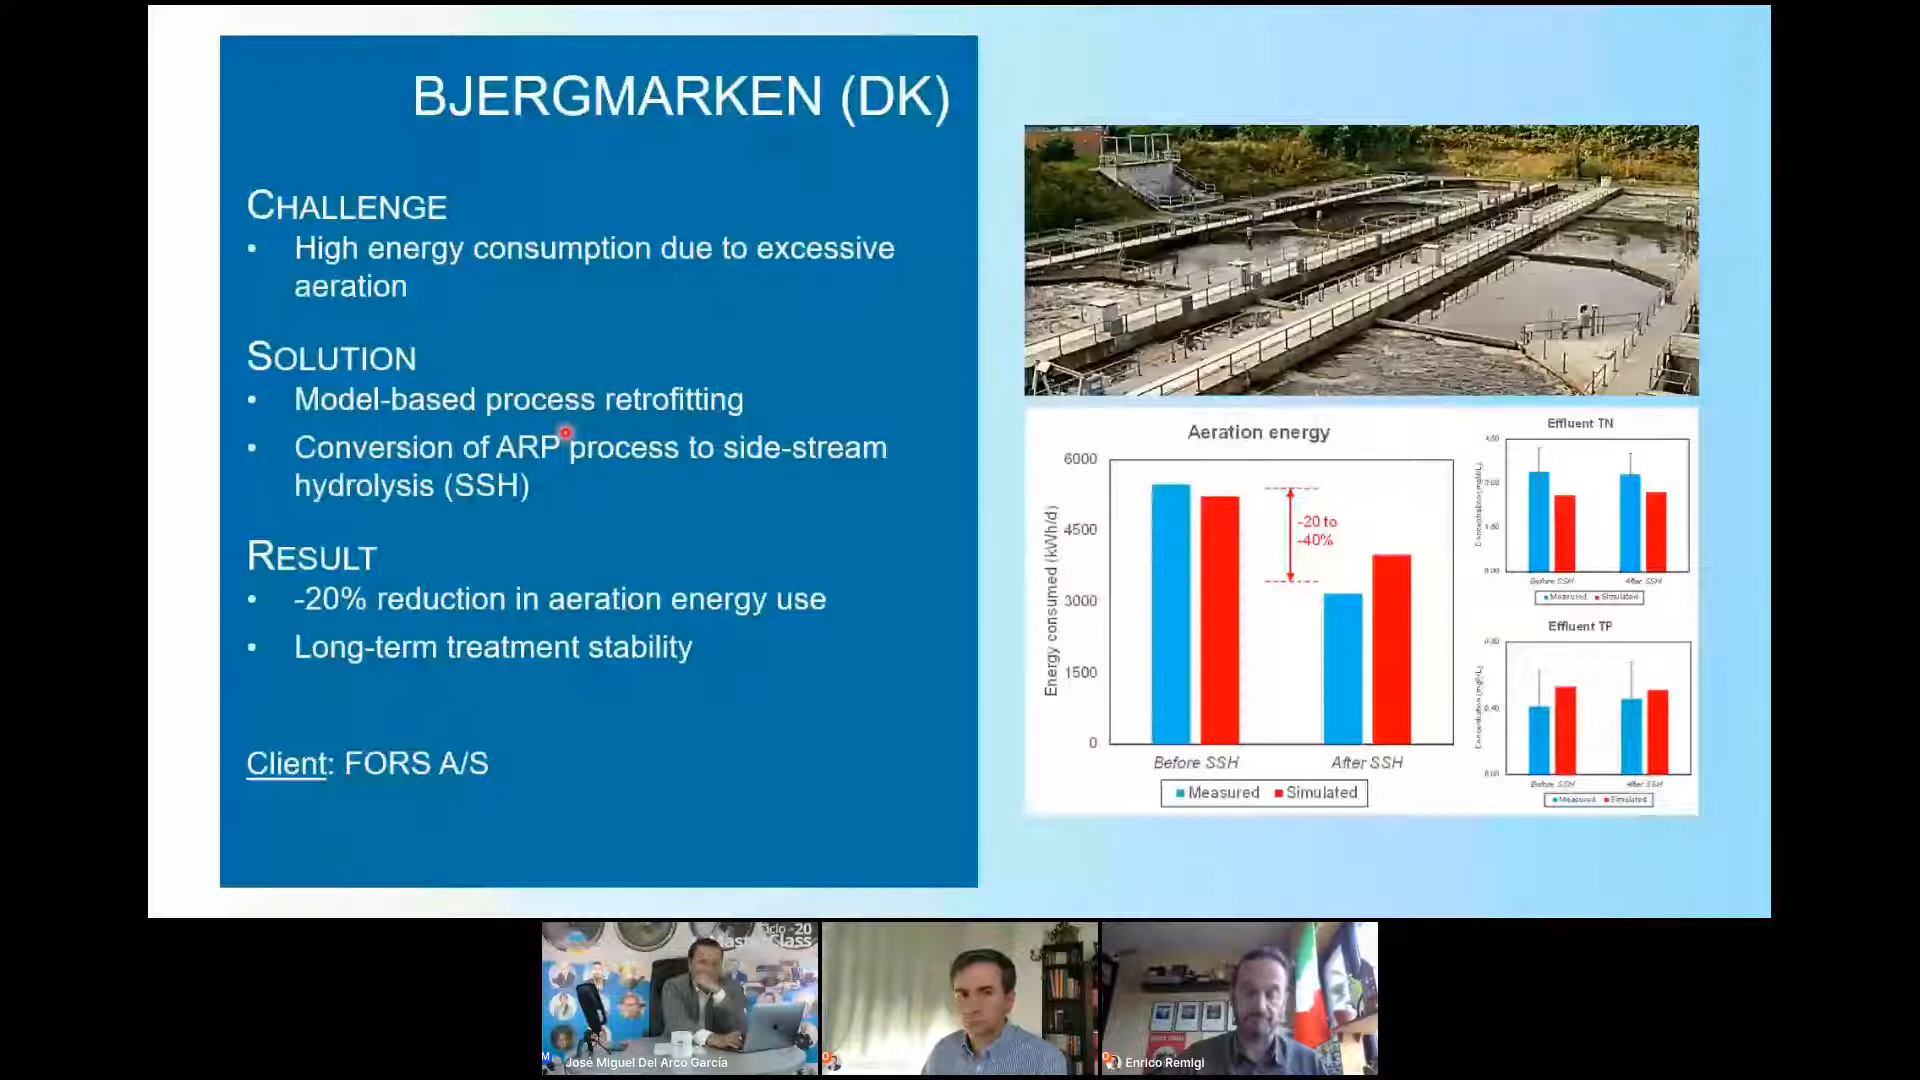 BJERGMARKEN (DK)
CHALLENGE
• High energy consumption due to excessive
aeration
SOLUTION
• Model-based process retrofitting
• Conversion of ARP process to side-stream
hydrolysis (SSH)
RESULT
• -20% reduction in aeration energy use
• Long-term treatment stability
Client: FORS A/S
Aeration energy
Energy consumed (kWh/d)
6000
4500
3000
1500
0
-20 to
-40%
Before SSH After SSH
Measured Simulated
Effluent TN
Before SSH After SSH
Measured Simulated
Effluent TP
Before SSH After SSH
Measured Simulated
Ciclo -20
MasterClass
José Miguel Del Arco García
Enrico Remigi